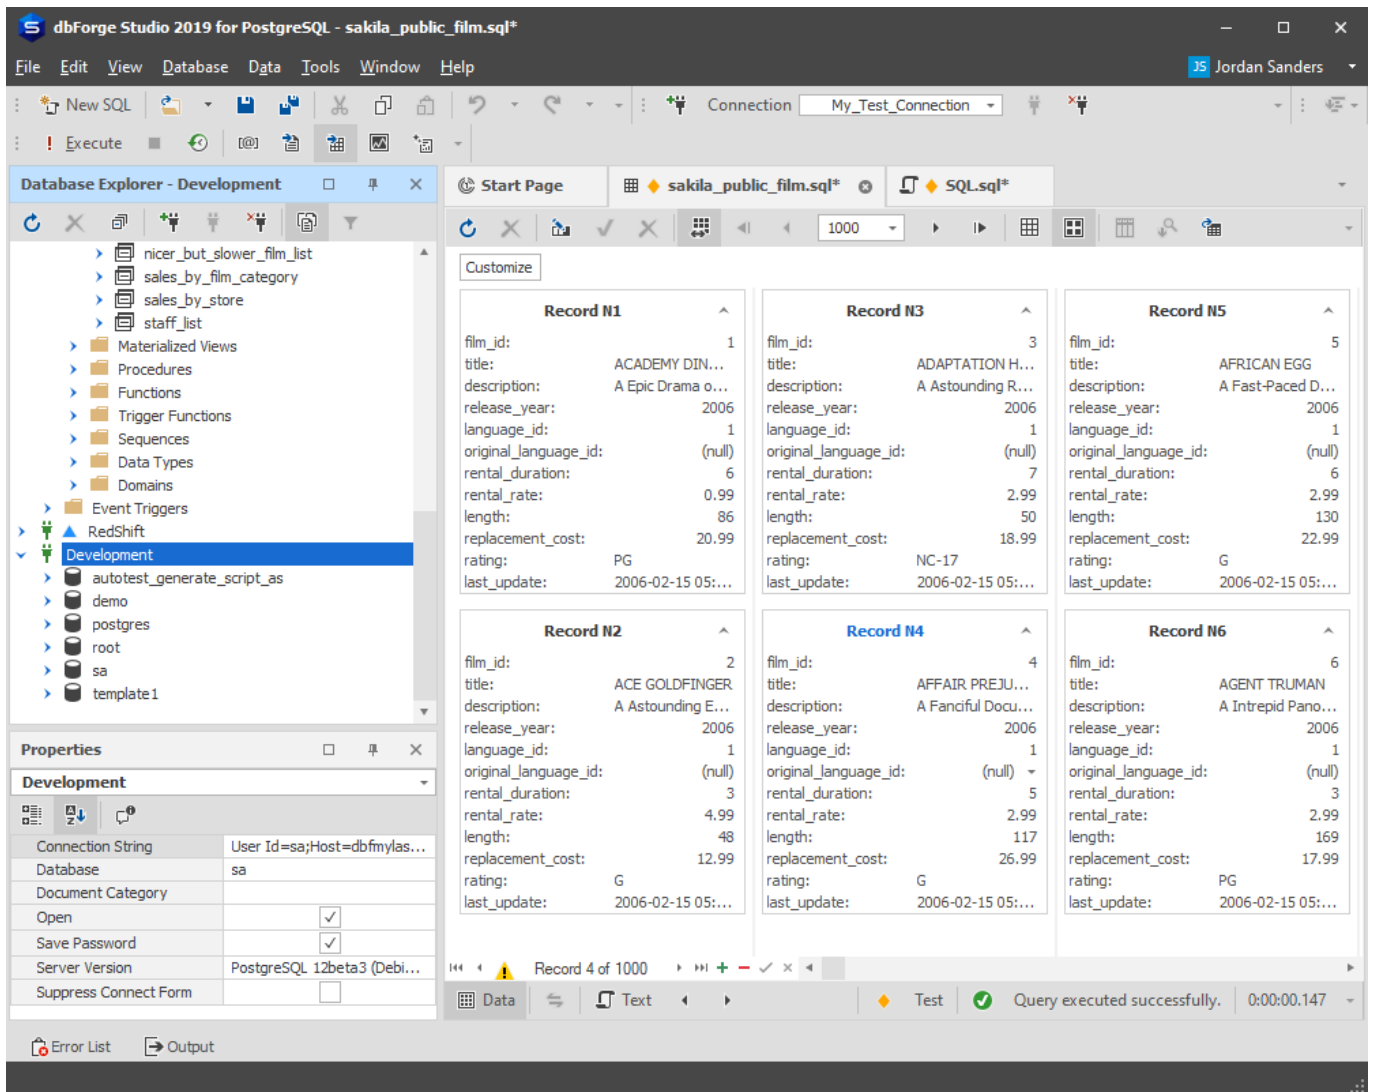 dbForge Studio 2019 for PostgreSQL - sakila_public_film.sql*
File Edit View Database Data Tools Window Help
JS Jordan Sanders
New SQL Connection My_Test_Connection
Execute
Database Explorer - Development
nicer_but_slower_film_list
sales_by_film_category
sales_by_store
staff_list
Materialized Views
Procedures
Functions
Trigger Functions
Sequences
Data Types
Domains
Event Triggers
RedShift
Development
autotest_generate_script_as
demo
postgres
root
sa
template1
Properties
Development
Connection String User Id=sa;Host=dbfmylas...
Database sa
Document Category
Open
Save Password
Server Version PostgreSQL 12beta3 (Debi...
Suppress Connect Form
Start Page sakila_public_film.sql* SQL.sql*
1000
Customize
Record N1
film_id: 1
title: ACADEMY DIN...
description: A Epic Drama o...
release_year: 2006
language_id: 1
original_language_id: (null)
rental_duration: 6
rental_rate: 0.99
length: 86
replacement_cost: 20.99
rating: PG
last_update: 2006-02-15 05:...
Record N2
film_id: 2
title: ACE GOLDFINGER
description: A Astounding E...
release_year: 2006
language_id: 1
original_language_id: (null)
rental_duration: 3
rental_rate: 4.99
length: 48
replacement_cost: 12.99
rating: G
last_update: 2006-02-15 05:...
Record N3
film_id: 3
title: ADAPTATION H...
description: A Astounding R...
release_year: 2006
language_id: 1
original_language_id: (null)
rental_duration: 7
rental_rate: 2.99
length: 50
replacement_cost: 18.99
rating: NC-17
last_update: 2006-02-15 05:...
Record N4
film_id: 4
title: AFFAIR PREJU...
description: A Fanciful Docu...
release_year: 2006
language_id: 1
original_language_id: (null)
rental_duration: 5
rental_rate: 2.99
length: 117
replacement_cost: 26.99
rating: G
last_update: 2006-02-15 05:...
Record N5
film_id: 5
title: AFRICAN EGG
description: A Fast-Paced D...
release_year: 2006
language_id: 1
original_language_id: (null)
rental_duration: 6
rental_rate: 2.99
length: 130
replacement_cost: 22.99
rating: G
last_update: 2006-02-15 05:...
Record N6
film_id: 6
title: AGENT TRUMAN
description: A Intrepid Pano...
release_year: 2006
language_id: 1
original_language_id: (null)
rental_duration: 3
rental_rate: 2.99
length: 169
replacement_cost: 17.99
rating: PG
last_update: 2006-02-15 05:...
Record 4 of 1000
Data Text Test Query executed successfully. 0:00:00.147
Error List Output